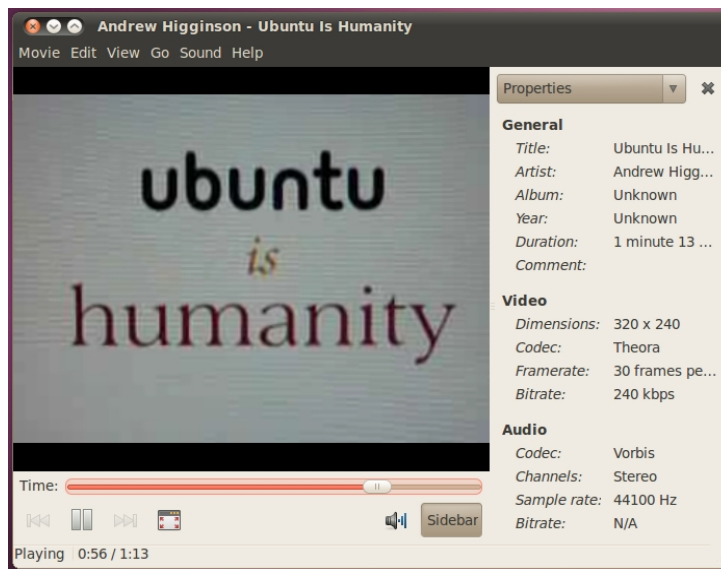 Andrew Higginson - Ubuntu Is Humanity
Movie Edit View Go Sound Help
ubuntu
is
humanity
Properties
General
Title: Ubuntu Is Hu...
Artist: Andrew Higg...
Album: Unknown
Year: Unknown
Duration: 1 minute 13 ...
Comment:
Video
Dimensions: 320 x 240
Codec: Theora
Framerate: 30 frames pe...
Bitrate: 240 kbps
Audio
Codec: Vorbis
Channels: Stereo
Sample rate: 44100 Hz
Bitrate: N/A
Time:
Sidebar
Playing 0:56 / 1:13